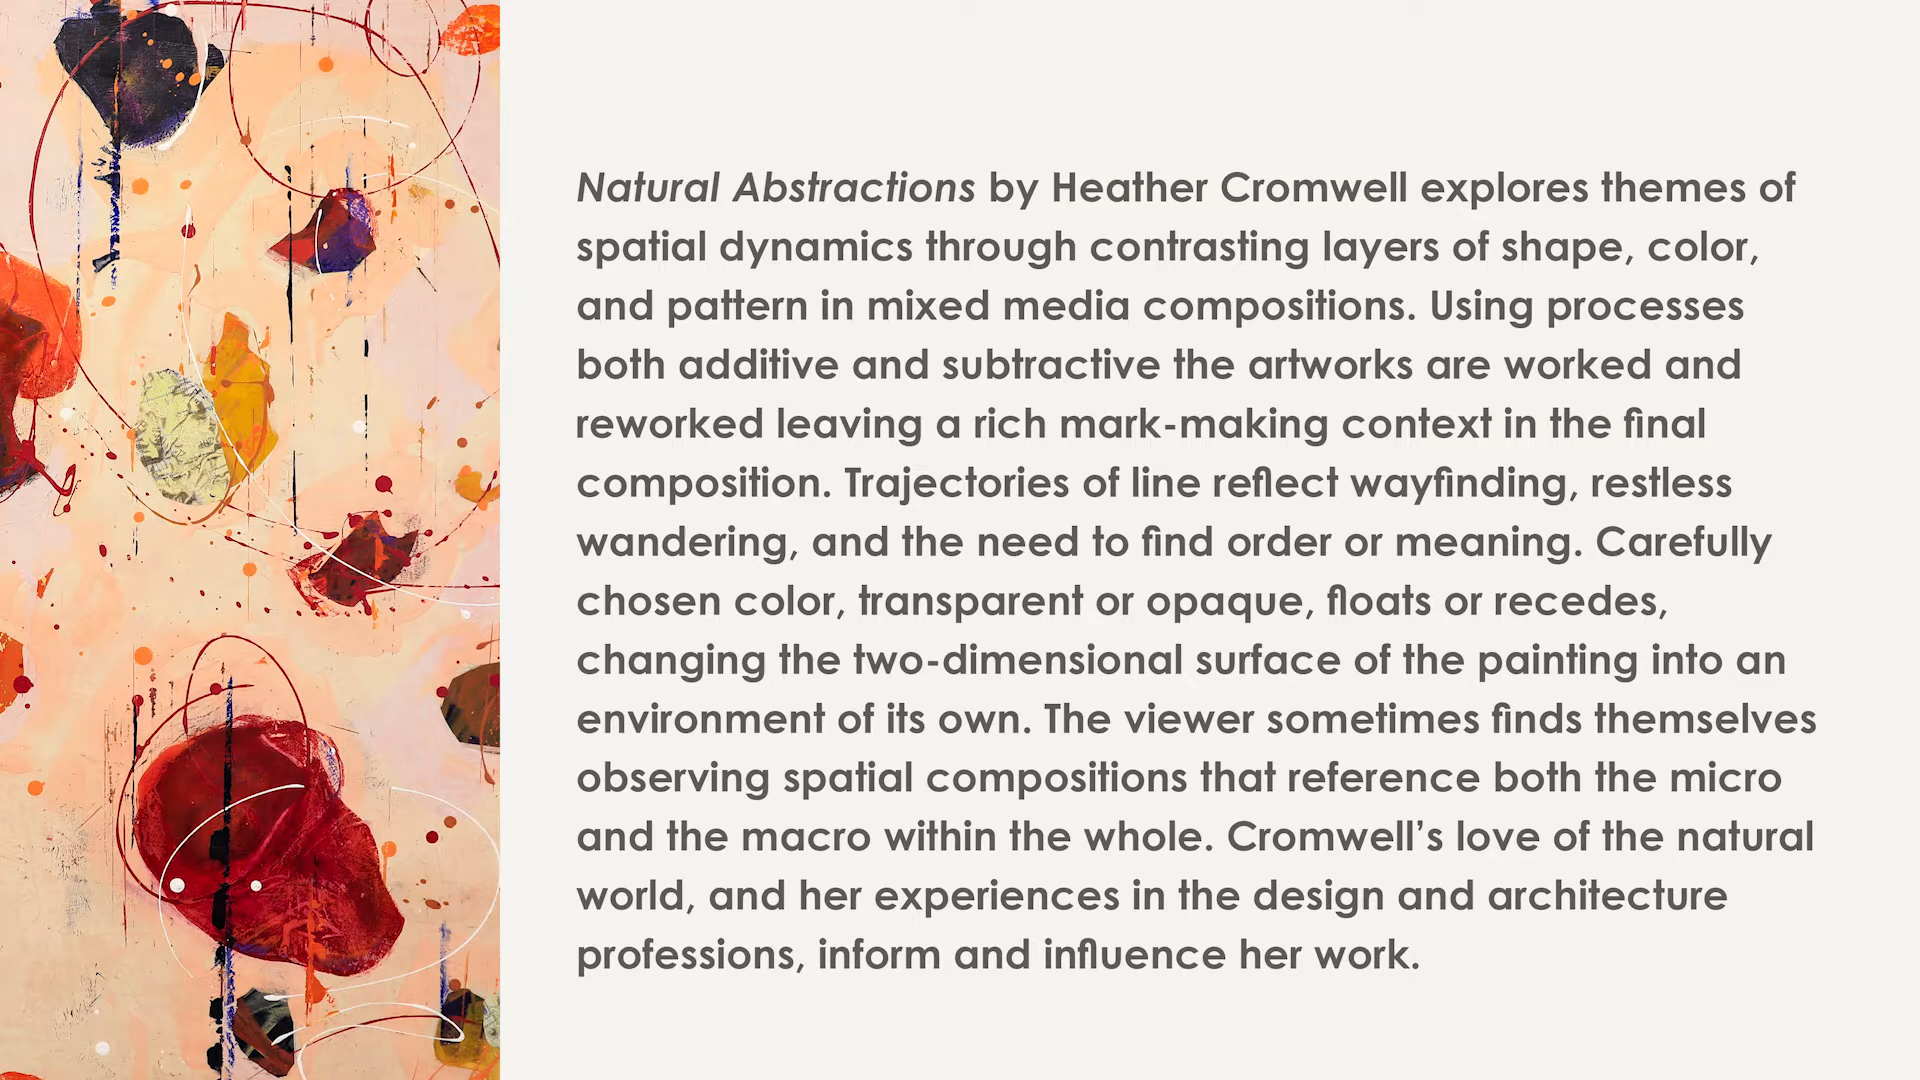 Natural Abstractions by Heather Cromwell explores themes of
spatial dynamics through contrasting layers of shape, color,
and pattern in mixed media compositions. Using processes
both additive and subtractive the artworks are worked and
reworked leaving a rich mark-making context in the final
composition. Trajectories of line reflect wayfinding, restless
wandering, and the need to find order or meaning. Carefully
chosen color, transparent or opaque, floats or recedes,
changing the two-dimensional surface of the painting into an
environment of its own. The viewer sometimes finds themselves
observing spatial compositions that reference both the micro
and the macro within the whole. Cromwell’s love of the natural
world, and her experiences in the design and architecture
professions, inform and influence her work.